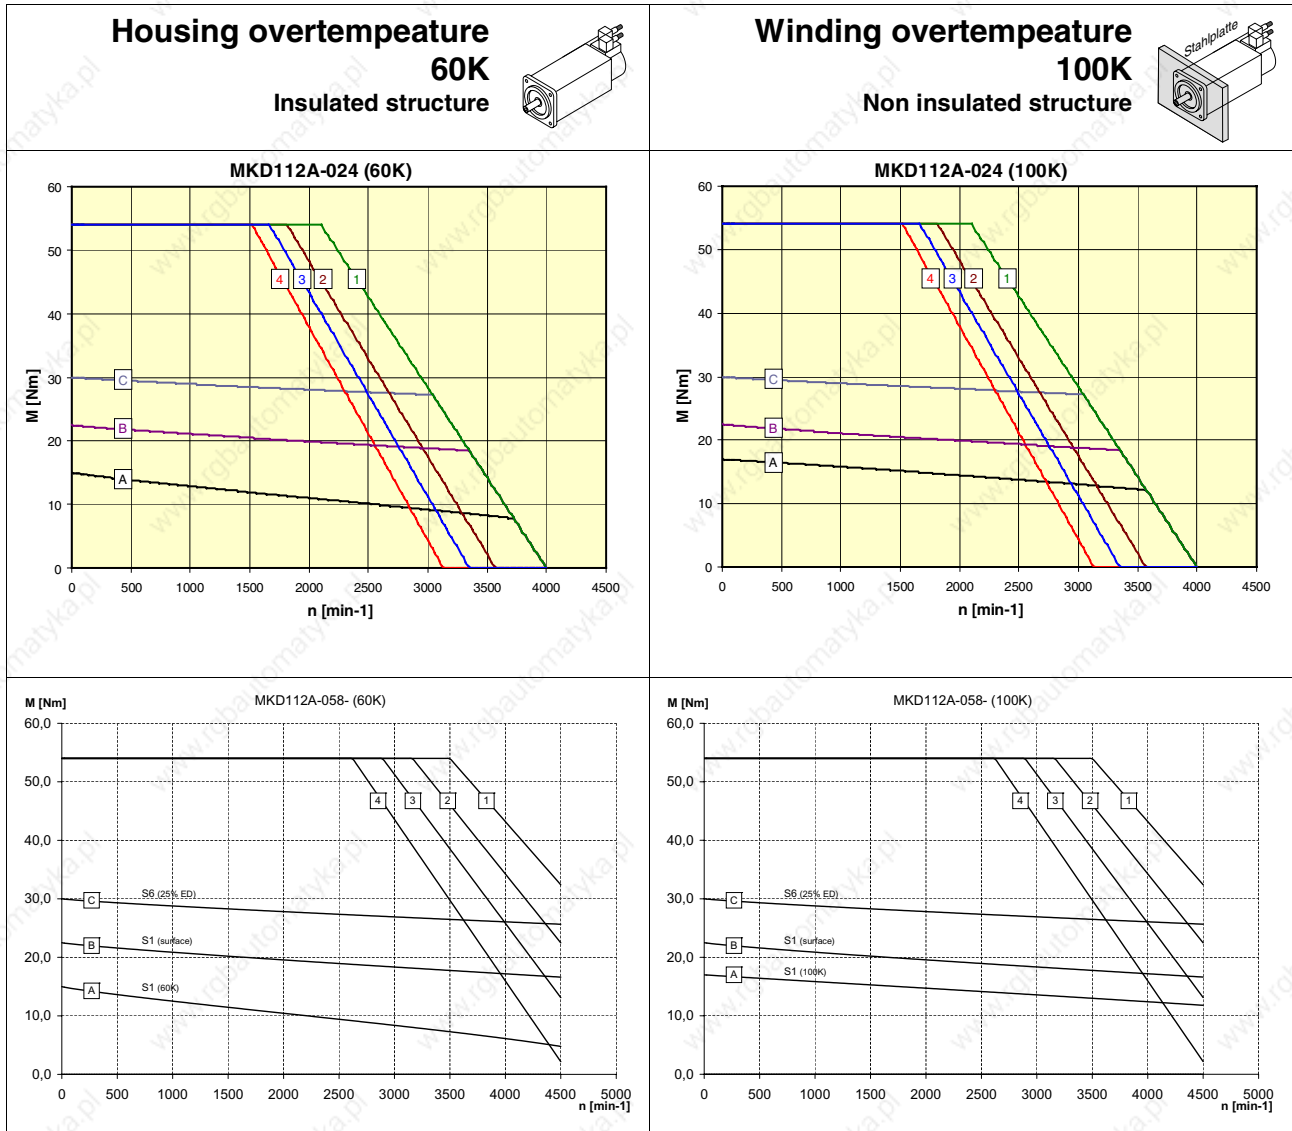 Housing overtempeature
60K
Insulated structure
Winding overtempeature
100K
Non insulated structure
Stahlplatte
MKD112A-024 (60K)
60
50
40
30
20
10
0
M [Nm]
4
3
2
1
C
B
A
0 500 1000 1500 2000 2500 3000 3500 4000 4500
n [min-1]
MKD112A-024 (100K)
60
50
40
30
20
10
0
M [Nm]
4
3
2
1
C
B
A
0 500 1000 1500 2000 2500 3000 3500 4000 4500
n [min-1]
M [Nm]
MKD112A-058- (60K)
60,0
50,0
40,0
30,0
20,0
10,0
0,0
4
3
2
1
C
S6 (25% ED)
B
S1 (surface)
A
S1 (60K)
0 500 1000 1500 2000 2500 3000 3500 4000 4500 5000
n [min-1]
M [Nm]
MKD112A-058- (100K)
60,0
50,0
40,0
30,0
20,0
10,0
0,0
4
3
2
1
C
S6 (25% ED)
B
S1 (surface)
A
S1 (100K)
0 500 1000 1500 2000 2500 3000 3500 4000 4500 5000
n [min-1]
www.rgbautomatyka.pl